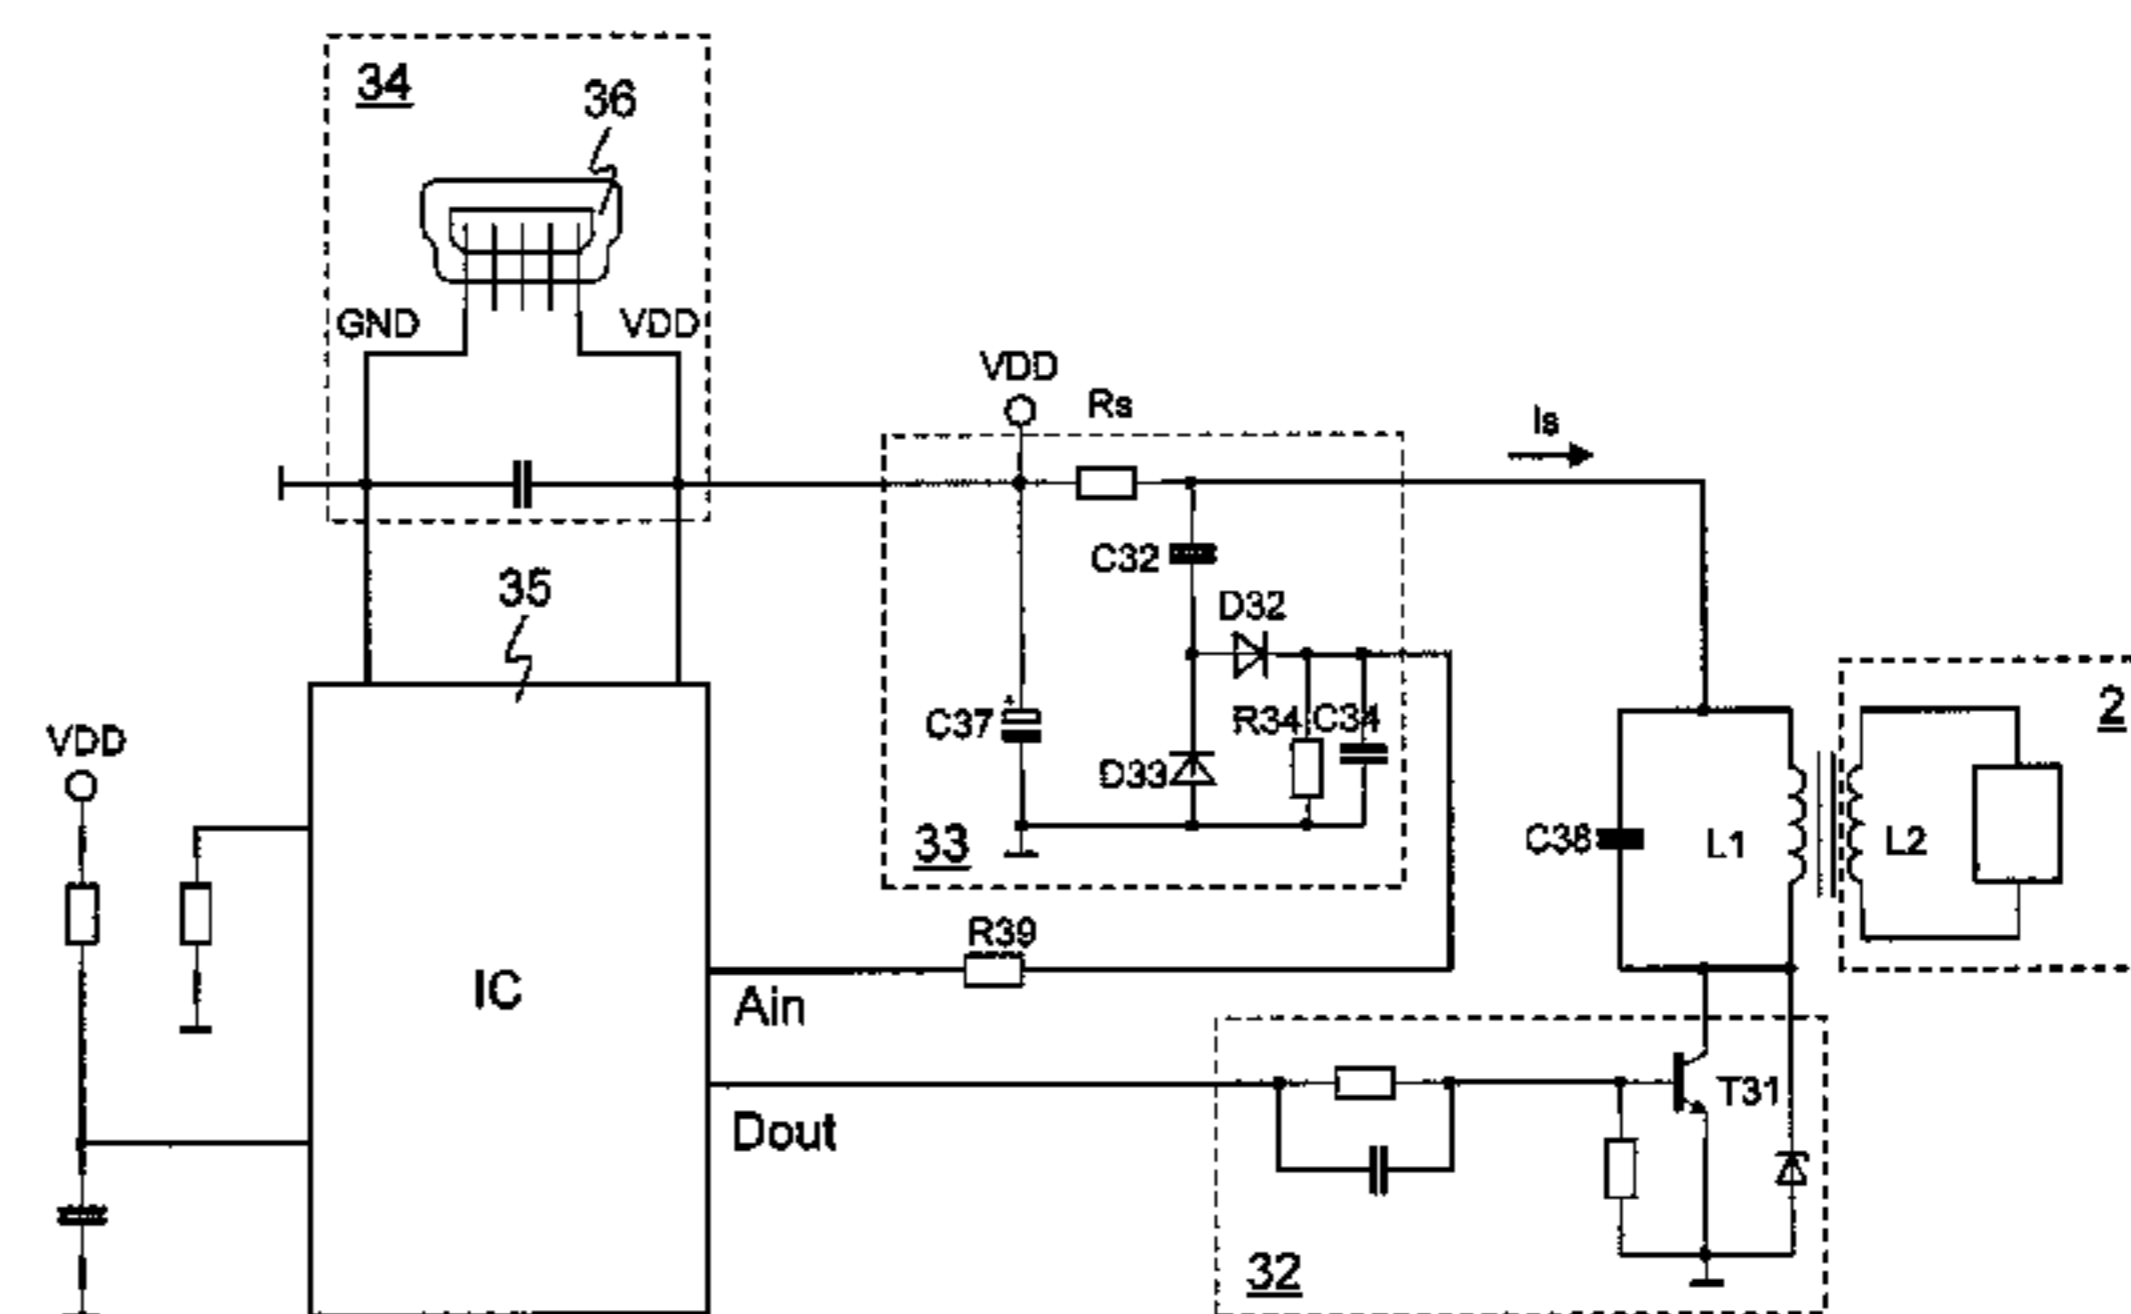 34
36
GND
VDD
VDD
Rs
Is
C32
35
D32
2
C37
R34
C34
VDD
D33
33
C38
L1
L2
R39
IC
Ain
T31
Dout
32